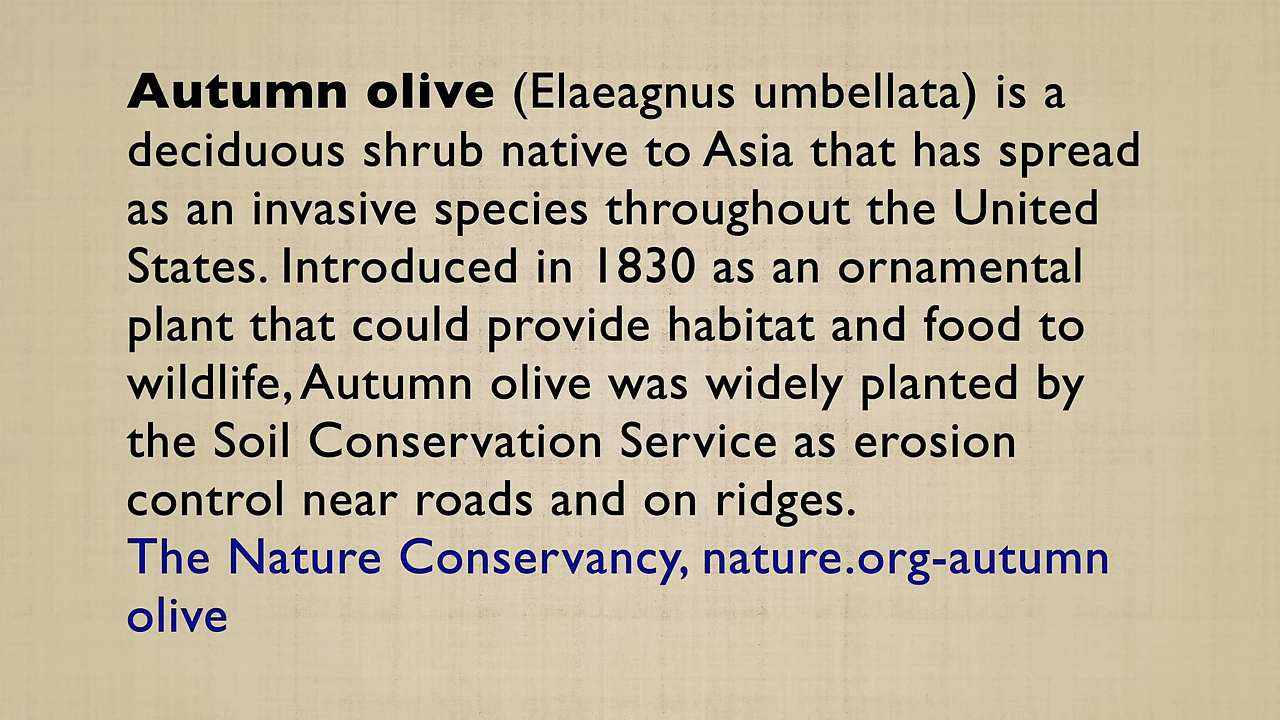 Autumn olive (Elaeagnus umbellata) is a
deciduous shrub native to Asia that has spread
as an invasive species throughout the United
States. Introduced in 1830 as an ornamental
plant that could provide habitat and food to
wildlife, Autumn olive was widely planted by
the Soil Conservation Service as erosion
control near roads and on ridges.
The Nature Conservancy, nature.org-autumn
olive